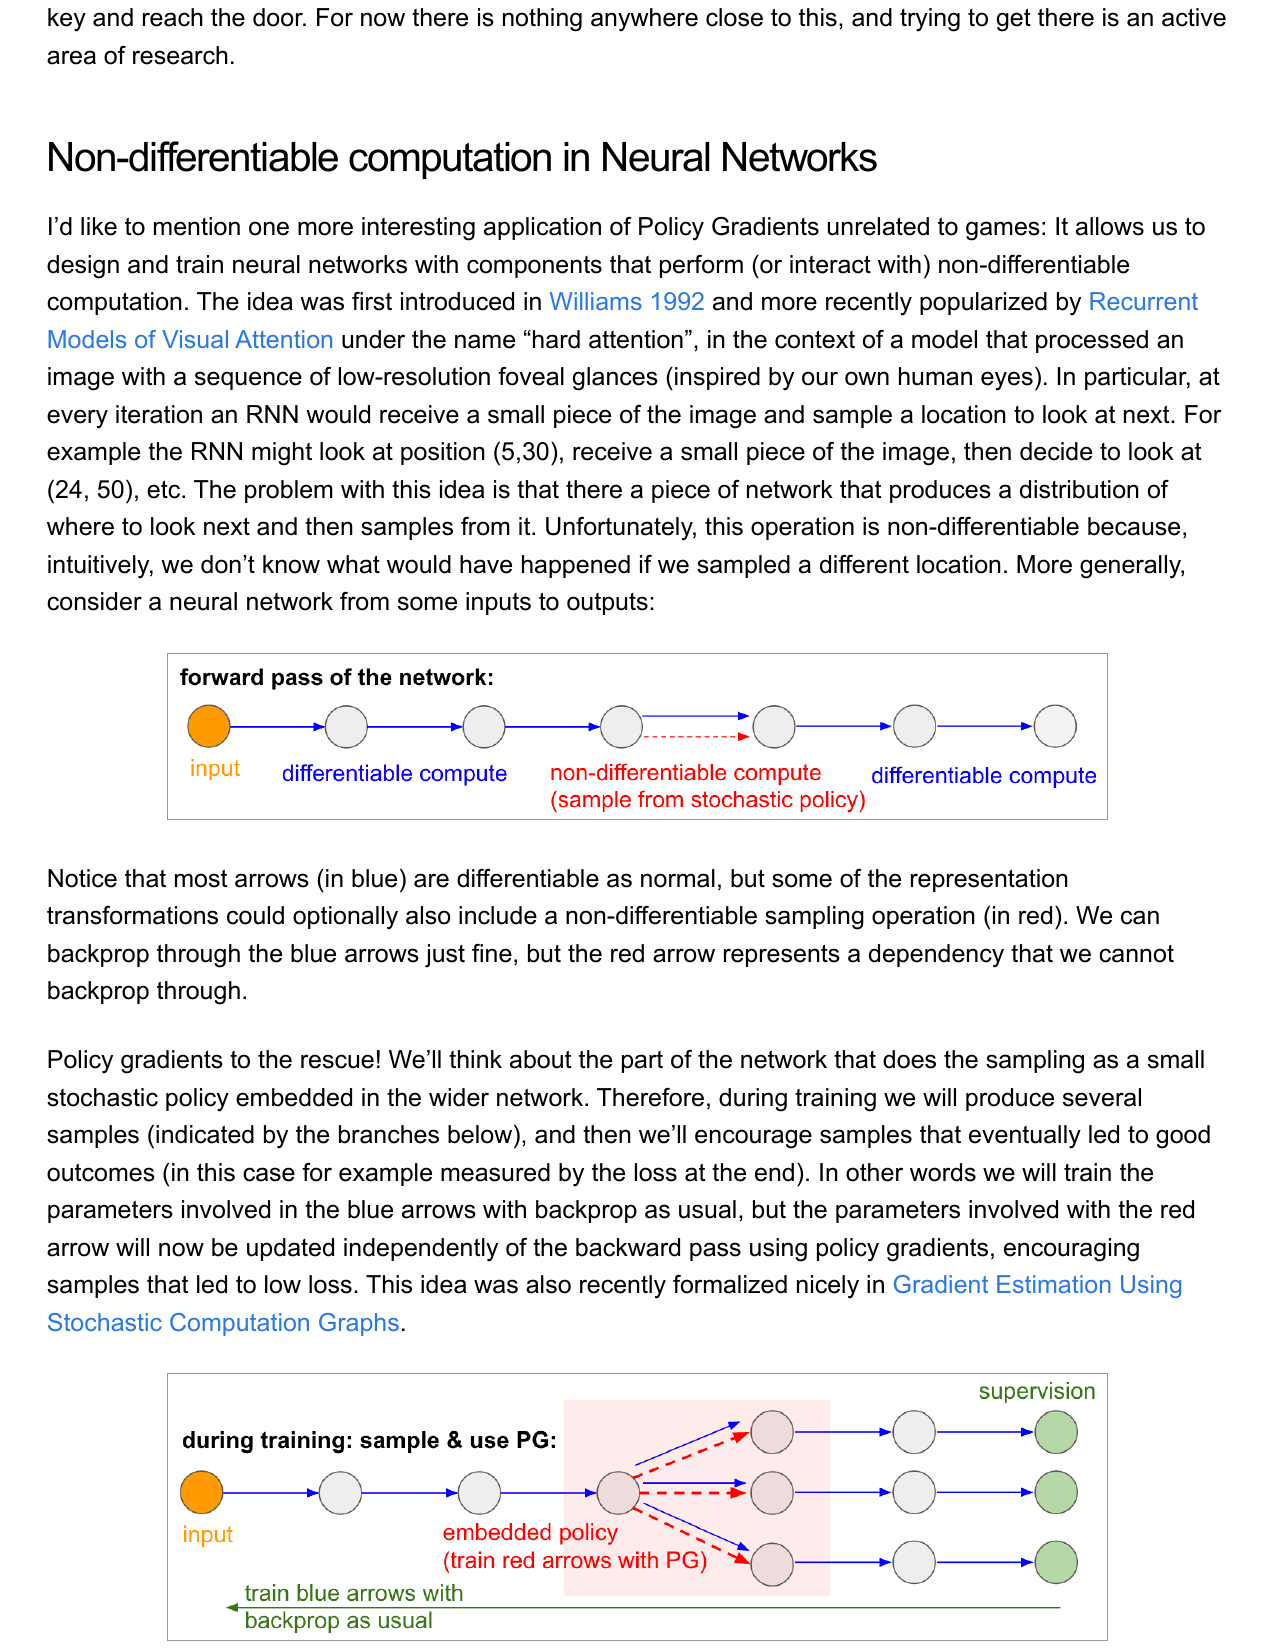 key and reach the door. For now there is nothing anywhere close to this, and trying to get there is an active
area of research.
Non-differentiable computation in Neural Networks
I’d like to mention one more interesting application of Policy Gradients unrelated to games: It allows us to
design and train neural networks with components that perform (or interact with) non-differentiable
computation. The idea was first introduced in Williams 1992 and more recently popularized by Recurrent
Models of Visual Attention under the name “hard attention”, in the context of a model that processed an
image with a sequence of low-resolution foveal glances (inspired by our own human eyes). In particular, at
every iteration an RNN would receive a small piece of the image and sample a location to look at next. For
example the RNN might look at position (5,30), receive a small piece of the image, then decide to look at
(24, 50), etc. The problem with this idea is that there a piece of network that produces a distribution of
where to look next and then samples from it. Unfortunately, this operation is non-differentiable because,
intuitively, we don’t know what would have happened if we sampled a different location. More generally,
consider a neural network from some inputs to outputs:
forward pass of the network:
input
differentiable compute
non-differentiable compute
(sample from stochastic policy)
differentiable compute
Notice that most arrows (in blue) are differentiable as normal, but some of the representation
transformations could optionally also include a non-differentiable sampling operation (in red). We can
backprop through the blue arrows just fine, but the red arrow represents a dependency that we cannot
backprop through.
Policy gradients to the rescue! We’ll think about the part of the network that does the sampling as a small
stochastic policy embedded in the wider network. Therefore, during training we will produce several
samples (indicated by the branches below), and then we’ll encourage samples that eventually led to good
outcomes (in this case for example measured by the loss at the end). In other words we will train the
parameters involved in the blue arrows with backprop as usual, but the parameters involved with the red
arrow will now be updated independently of the backward pass using policy gradients, encouraging
samples that led to low loss. This idea was also recently formalized nicely in Gradient Estimation Using
Stochastic Computation Graphs.
supervision
during training: sample & use PG:
input
embedded policy
(train red arrows with PG)
train blue arrows with
backprop as usual